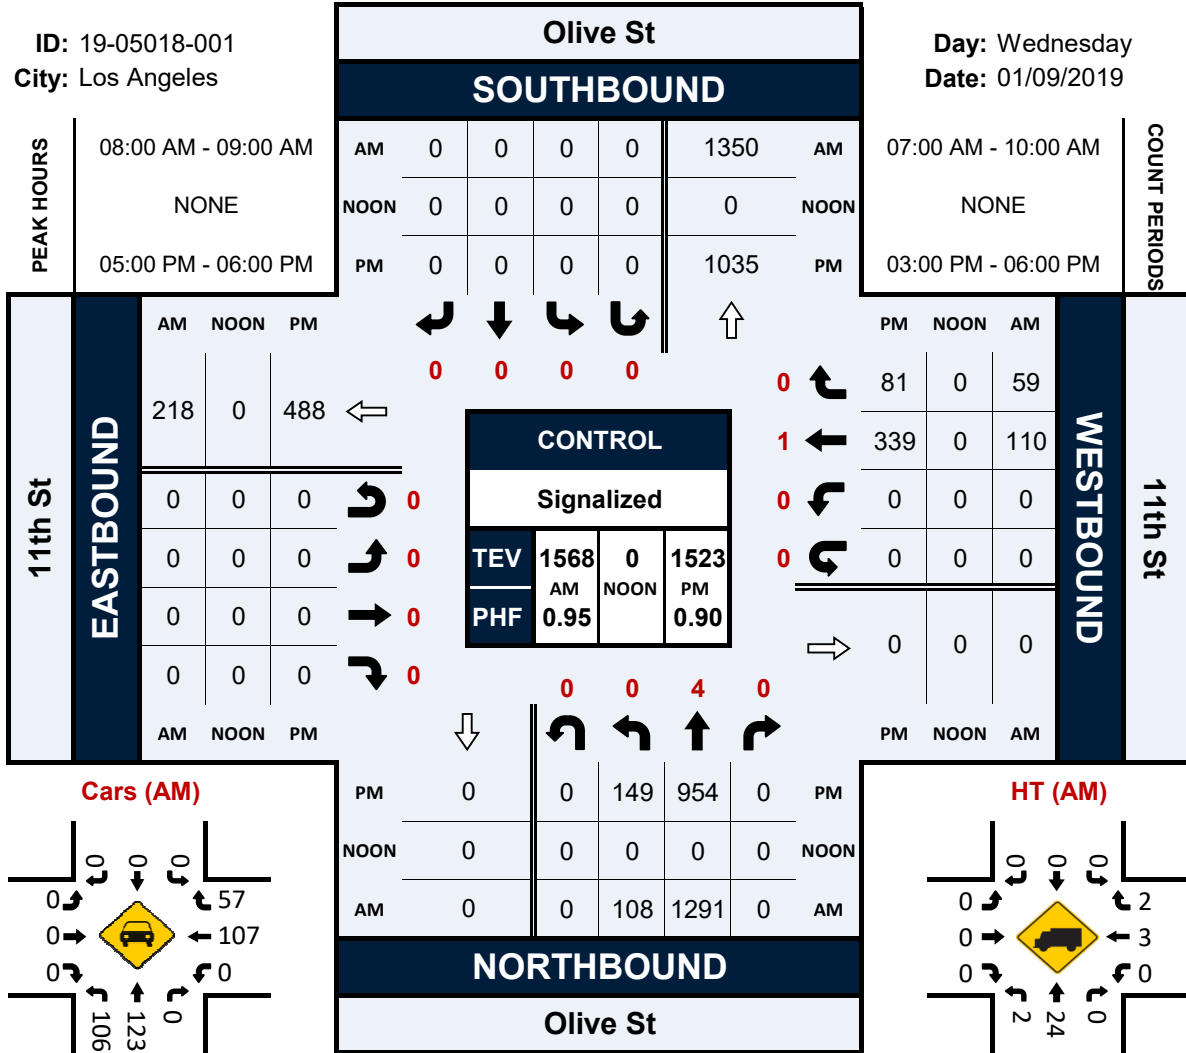 ID: 19-05018-001
City: Los Angeles
Olive St
SOUTHBOUND
Day: Wednesday
Date: 01/09/2019
PEAK HOURS
08:00 AM - 09:00 AM
NONE
05:00 PM - 06:00 PM
AM 0 0 0 0 1350 AM
NOON 0 0 0 0 0 NOON
PM 0 0 0 0 1035 PM
07:00 AM - 10:00 AM
NONE
03:00 PM - 06:00 PM
COUNT PERIODS
0 0 0 0
11th St
EASTBOUND
AM NOON PM
218 0 488
0 0 0 0
0 0 0 0
0 0 0 0
0 0 0 0
AM NOON PM
CONTROL
Signalized
TEV 1568 0 1523
AM NOON PM
PHF 0.95 0.90
PM NOON AM
0 81 0 59
1 339 0 110
0 0 0 0
0 0 0 0
0 0 0
PM NOON AM
WESTBOUND
11th St
0 0 4 0
PM 0 0 149 954 0 PM
NOON 0 0 0 0 0 NOON
AM 0 0 108 1291 0 AM
NORTHBOUND
Olive St
Cars (AM)
0 0 0
0 57
0 107
0 0
106 123 0
HT (AM)
0 0 0
0 2
0 3
0 0
2 24 0